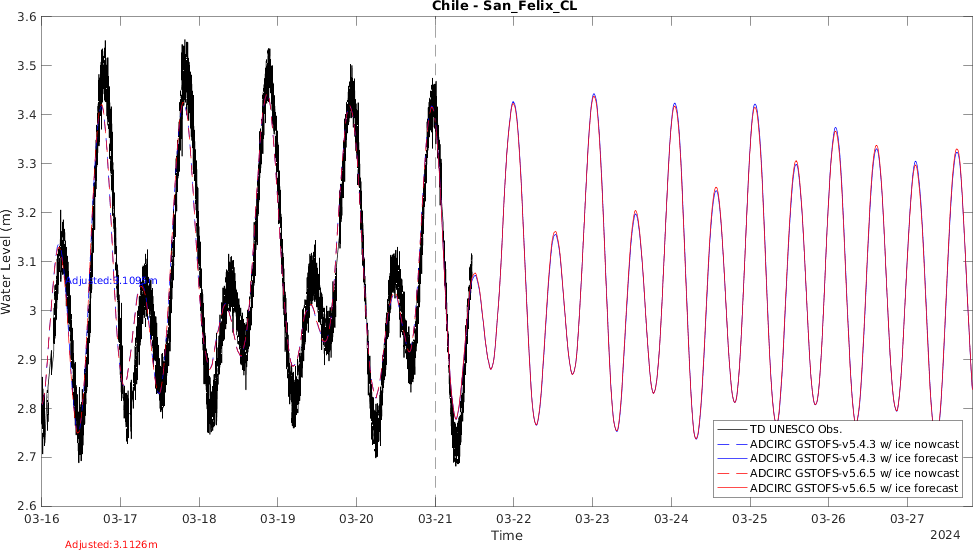 Chile - San_Felix_CL
3.6
3.5
3.4
3.3
3.2
3.1
3
2.9
2.8
2.7
2.6
Water Level (m)
TD UNESCO Obs.
ADCIRC GSTOFS-v5.4.3 w/ ice nowcast
ADCIRC GSTOFS-v5.4.3 w/ ice forecast
ADCIRC GSTOFS-v5.6.5 w/ ice nowcast
ADCIRC GSTOFS-v5.6.5 w/ ice forecast
03-16 03-17 03-18 03-19 03-20 03-21 03-22 03-23 03-24 03-25 03-26 03-27
Time
2024
Adjusted:3.1126m